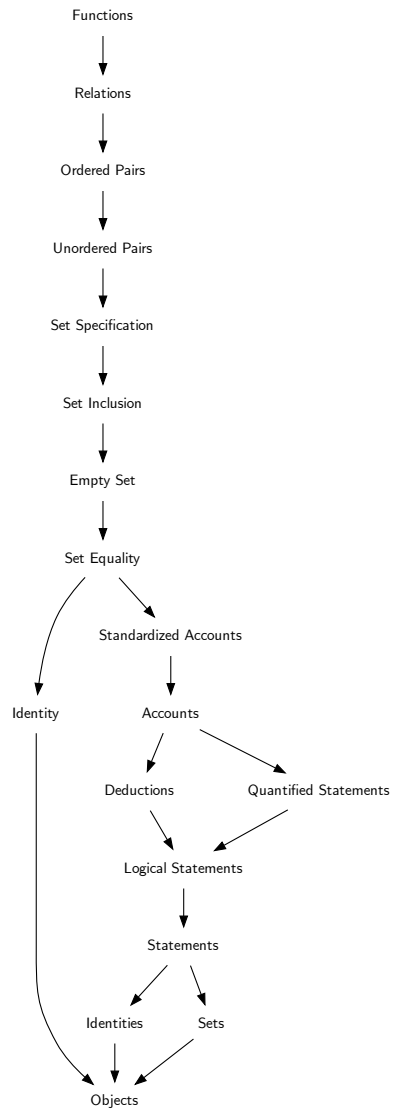 Functions
Relations
Ordered Pairs
Unordered Pairs
Set Specification
Set Inclusion
Empty Set
Set Equality
Standardized Accounts
Identity
Accounts
Deductions
Quantified Statements
Logical Statements
Statements
Identities
Sets
Objects